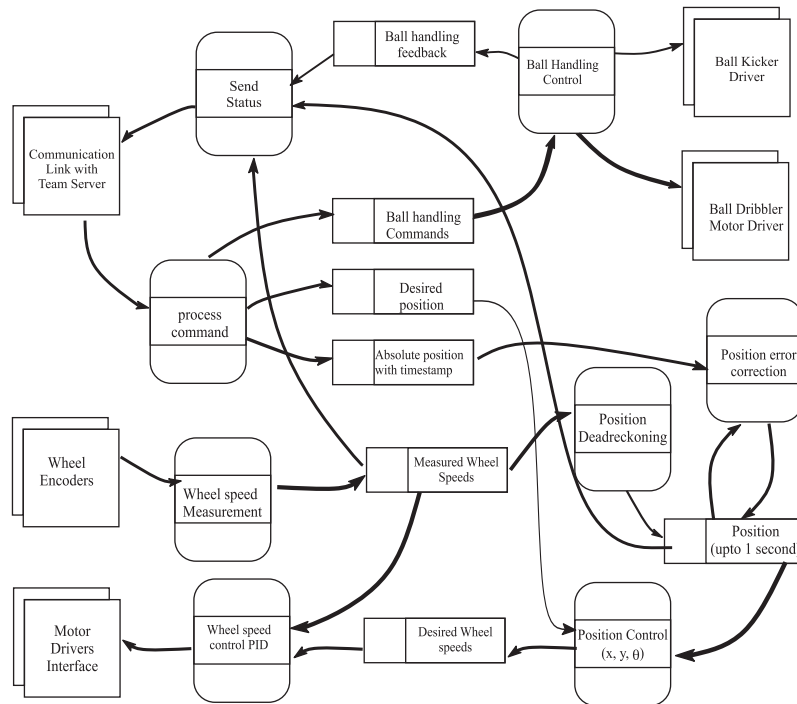 Ball handling
feedback
Send
Status
Ball Handling
Control
Ball Kicker
Driver
Communication
Link with
Team Server
Ball handling
Commands
Ball Dribbler
Motor Driver
process
command
Desired
position
Absolute position
with timestamp
Position error
correction
Position
Deadreckoning
Wheel
Encoders
Wheel speed
Measurement
Measured Wheel
Speeds
Position
(upto 1 second
Motor
Drivers
Interface
Wheel speed
control PID
Desired Wheel
speeds
Position Control
(x, y, θ)